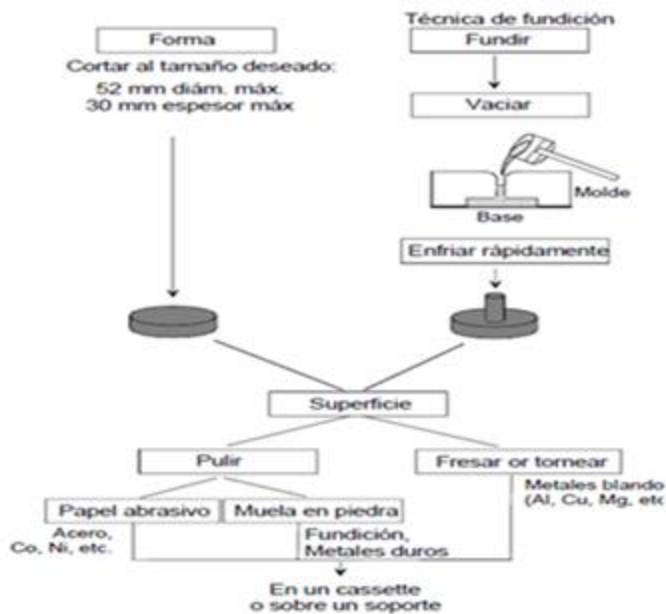 Forma
Cortar al tamaño deseado:
52 mm diám. máx.
30 mm espesor máx
Técnica de fundición
Fundir
Vaciar
Molde
Base
Enfriar rápidamente
Superficie
Pulir
Fresar or tornear
Metales blando
(Al, Cu, Mg, etc
Papel abrasivo
Muela en piedra
Acero,
Co, Ni, etc.
Fundición,
Metales duros
En un cassette
o sobre un soporte